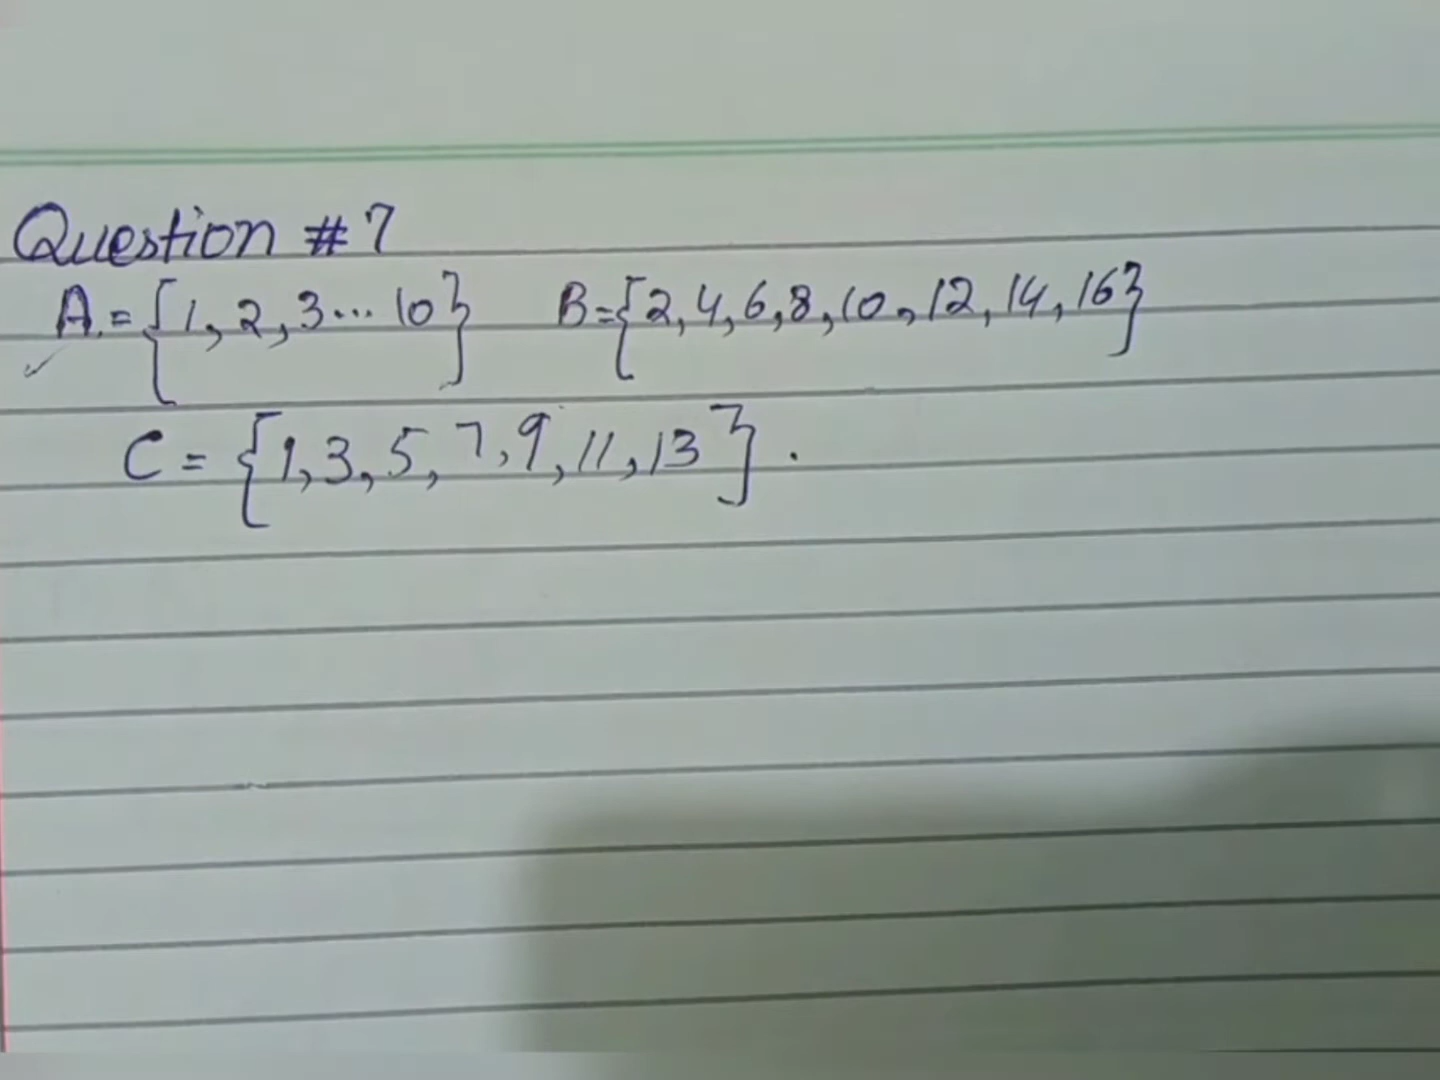 Question #7
A.= {1, 2, 3... 10} B={2,4,6,8,10,12,14,16}
C = {1,3,5,7,9,11,13}.